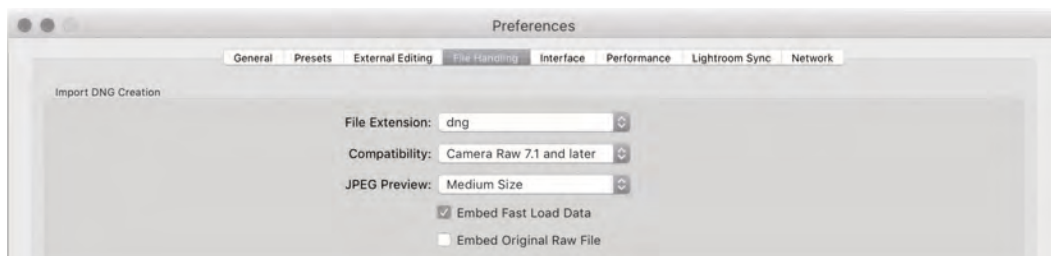 Preferences
General Presets External Editing File Handling Interface Performance Lightroom Sync Network
Import DNG Creation
File Extension: dng
Compatibility: Camera Raw 7.1 and later
JPEG Preview: Medium Size
Embed Fast Load Data
Embed Original Raw File